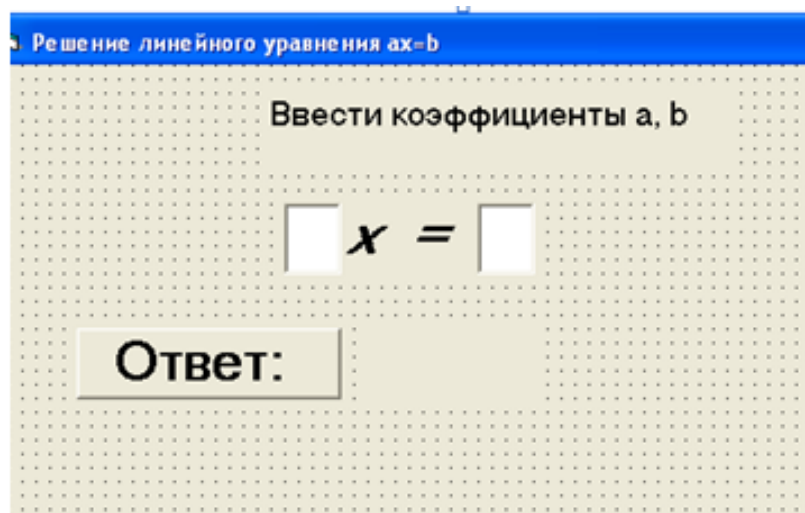 Решение линейного уравнения ax=b
Ввести коэффициенты a, b
x =
Ответ: